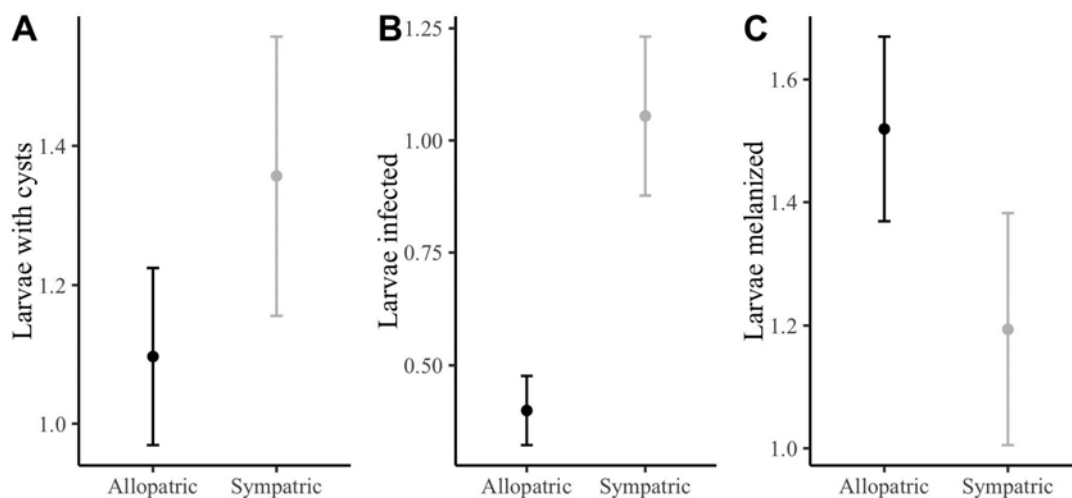 A
Larvae with cysts
1.4
1.2
1.0
Allopatric Sympatric
B
Larvae infected
1.25
1.00
0.75
0.50
Allopatric Sympatric
C
Larvae melanized
1.6
1.4
1.2
1.0
Allopatric Sympatric